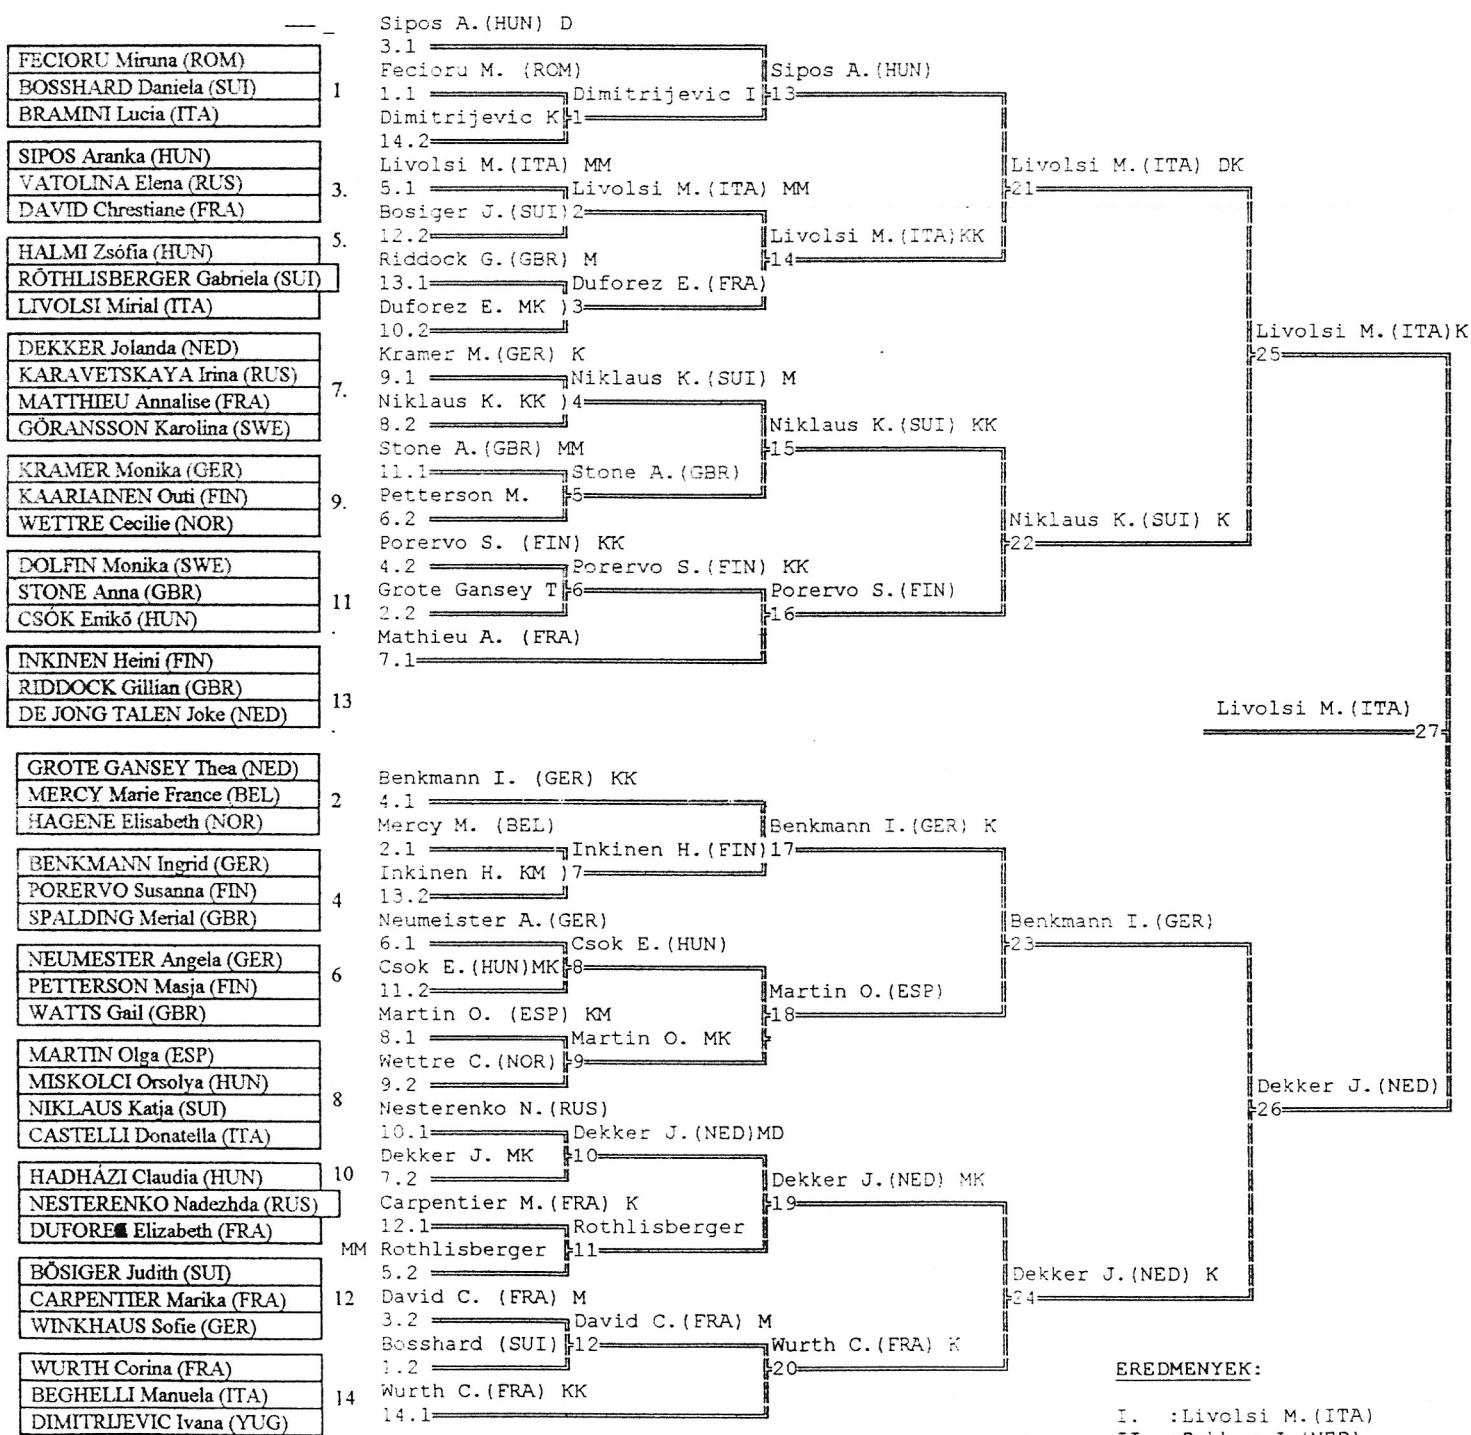 FECIORU Miruna (ROM)
BOSSHARD Daniela (SUI)
BRAMINI Lucia (ITA)
1
SIPOS Aranka (HUN)
VATOLINA Elena (RUS)
DAVID Chrestiane (FRA)
3.
5.
HALMI Zsófia (HUN)
RÖTHLISBERGER Gabriela (SUI)
LIVOLSI Mirial (ITA)
DEKKER Jolanda (NED)
KARAVETSKAYA Irina (RUS)
MATTHIEU Annalise (FRA)
GÖRANSSON Karolina (SWE)
7.
KRAMER Monika (GER)
KAARIAINEN Outi (FIN)
WETTRE Cecilie (NOR)
9.
DOLFIN Monika (SWE)
STONE Anna (GBR)
CSÓK Enikő (HUN)
11
.
INKINEN Heini (FIN)
RIDDOCK Gillian (GBR)
DE JONG TALEN Joke (NED)
13
.
GROTE GANSEY Thea (NED)
MERCY Marie France (BEL)
HAGENE Elisabeth (NOR)
2
BENKMANN Ingrid (GER)
PORERVO Susanna (FIN)
SPALDING Merial (GBR)
4
NEUMESTER Angela (GER)
PETTERSON Masja (FIN)
WATTS Gail (GBR)
6
MARTIN Olga (ESP)
MISKOLCI Orsolya (HUN)
NIKLAUS Katja (SUI)
CASTELLI Donatella (ITA)
8
HADHÁZI Claudia (HUN)
NESTERENKO Nadezhda (RUS)
DUFORE Elizabeth (FRA)
10
BÖSIGER Judith (SUI)
CARPENTIER Marika (FRA)
WINKHAUS Sofie (GER)
12
WURTH Corina (FRA)
BEGHELLI Manuela (ITA)
DIMITRIJEVIC Ivana (YUG)
14
Sipos A.(HUN) D
3.1
Fecioru M. (ROM)
1.1
Dimitrijevic K
14.2
Livolsi M.(ITA) MM
5.1
Bosiger J.(SUI)
12.2
Riddock G.(GBR) M
13.1
Duforez E. MK )
10.2
Kramer M.(GER) K
9.1
Niklaus K. KK )
8.2
Stone A.(GBR) MM
11.1
Petterson M.
6.2
Porervo S. (FIN) KK
4.2
Grote Gansey T
2.2
Mathieu A. (FRA)
7.1
Benkmann I. (GER) KK
4.1
Mercy M. (BEL)
2.1
Inkinen H. KM )
13.2
Neumeister A.(GER)
6.1
Csok E.(HUN)MK
11.2
Martin O. (ESP) KM
8.1
Wettre C.(NOR)
9.2
Nesterenko N.(RUS)
10.1
Dekker J. MK
7.2
Carpentier M.(FRA) K
12.1
MM Rothlisberger
5.2
David C. (FRA) M
3.2
Bosshard (SUI)
1.2
Wurth C.(FRA) KK
14.1
Dimitrijevic I
1
Livolsi M.(ITA) MM
2
Duforez E.(FRA)
3
Niklaus K.(SUI) M
4
Stone A.(GBR)
5
Porervo S.(FIN) KK
6
Inkinen H.(FIN)
7
Csok E.(HUN)
8
Martin O. MK
9
Dekker J.(NED)MD
10
Rothlisberger
11
David C.(FRA) M
12
Sipos A.(HUN)
13
Livolsi M.(ITA)KK
14
Niklaus K.(SUI) KK
15
Porervo S.(FIN)
16
Benkmann I.(GER) K
17
Martin O.(ESP)
18
Dekker J.(NED) MK
19
Wurth C.(FRA) K
20
Livolsi M.(ITA) DK
21
Niklaus K.(SUI) K
22
Benkmann I.(GER)
23
Dekker J.(NED) K
24
Livolsi M.(ITA)K
25
Dekker J.(NED)
26
Livolsi M.(ITA)
27
EREDMENYEK:
I. :Livolsi M.(ITA)